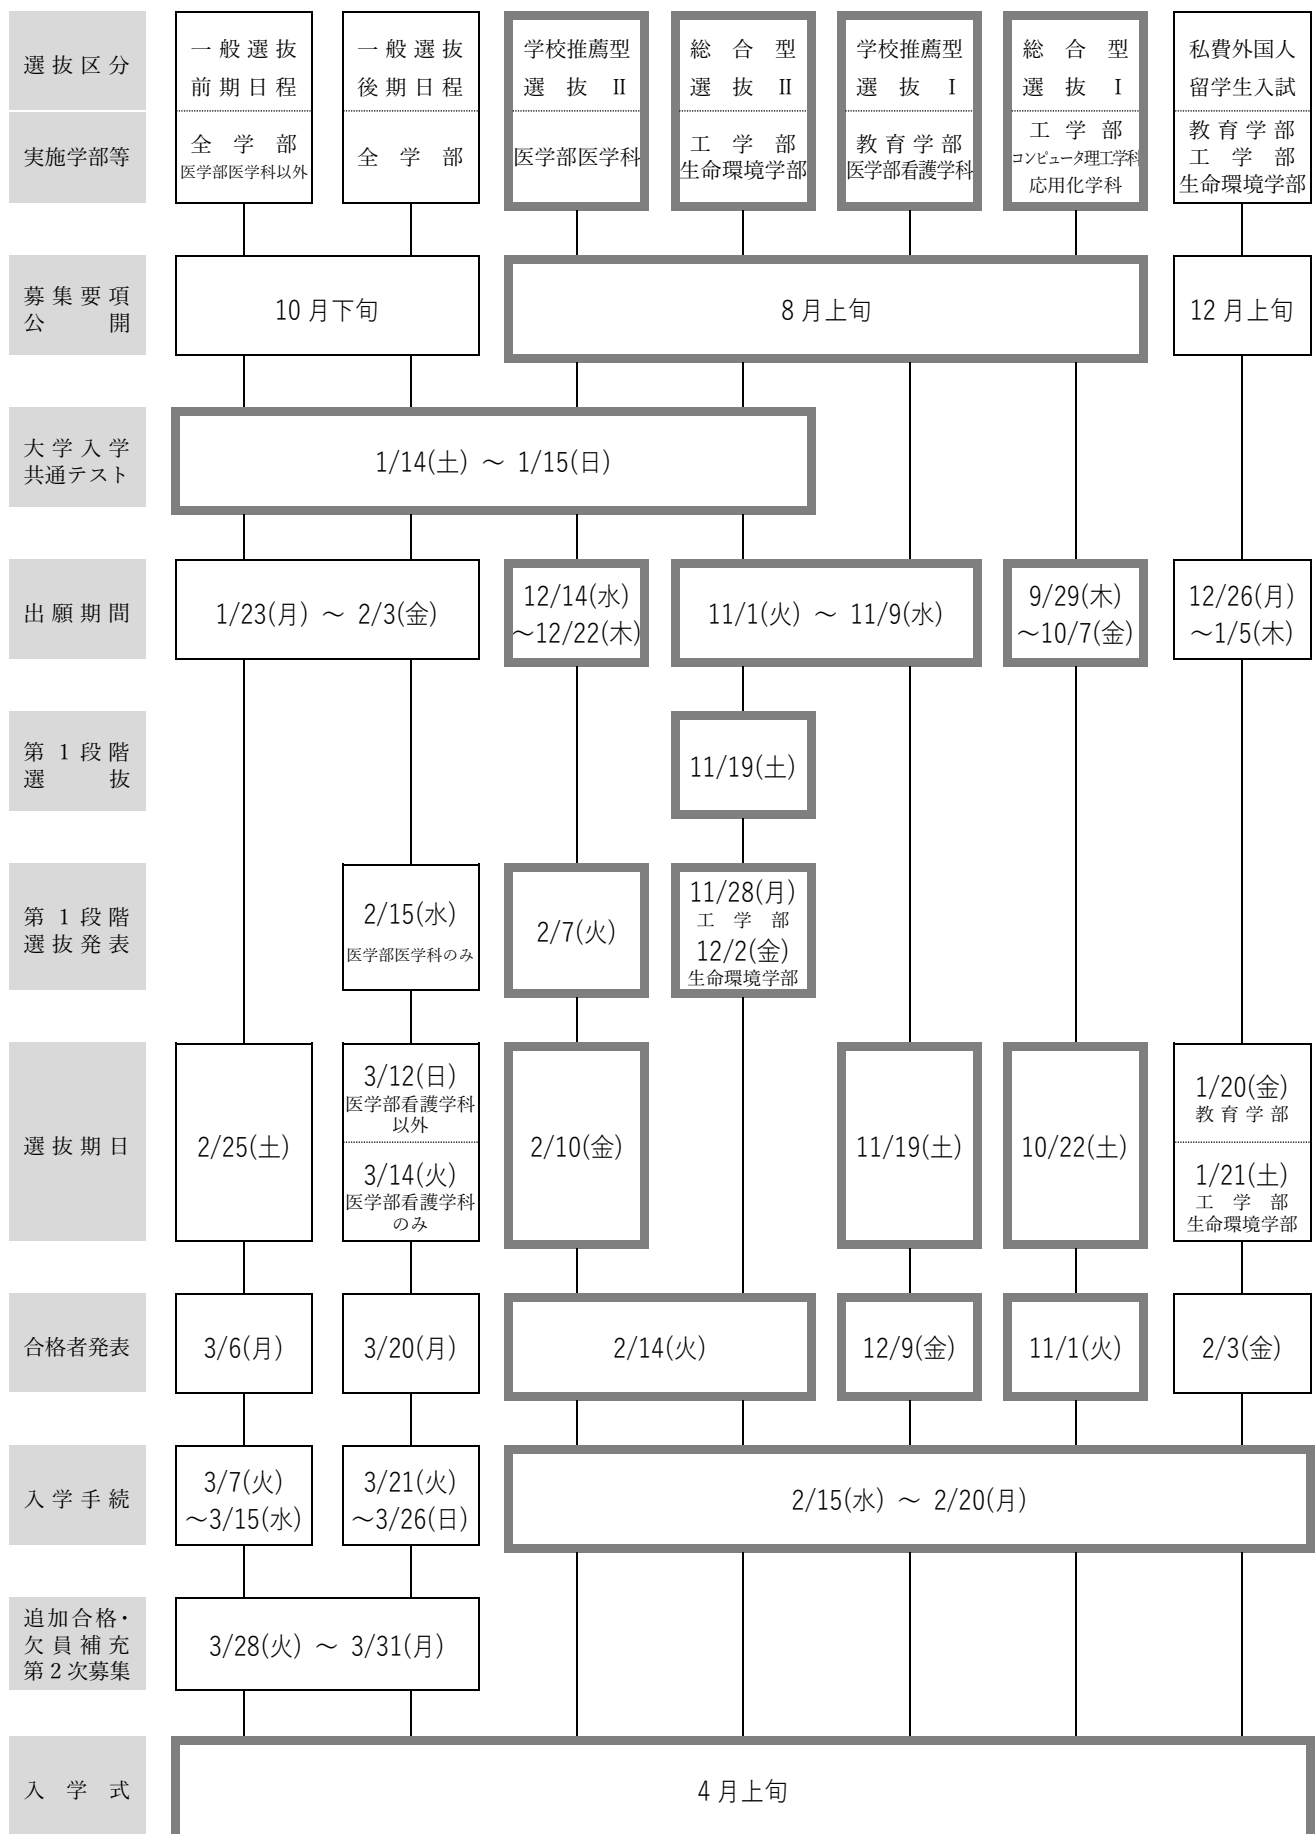 選抜区分
一般選抜
前期日程
一般選抜
後期日程
学校推薦型
選抜Ⅱ
総合型
選抜Ⅱ
学校推薦型
選抜Ⅰ
総合型
選抜Ⅰ
私費外国人
留学生入試
実施学部等
全学部
医学部医学科以外
全学部
医学部医学科
工学部
生命環境学部
教育学部
医学部看護学科
工学部
コンピュータ理工学科
応用化学科
教育学部
工学部
生命環境学部
募集要項
公開
10月下旬
8月上旬
12月上旬
大学入学
共通テスト
1/14(土) ～ 1/15(日)
出願期間
1/23(月) ～ 2/3(金)
12/14(水)
～12/22(木)
11/1(火) ～ 11/9(水)
9/29(木)
～10/7(金)
12/26(月)
～1/5(木)
第1段階
選抜
11/19(土)
第1段階
選抜発表
2/15(水)
医学部医学科のみ
2/7(火)
11/28(月)
工学部
12/2(金)
生命環境学部
選抜期日
2/25(土)
3/12(日)
医学部看護学科
以外
3/14(火)
医学部看護学科
のみ
2/10(金)
11/19(土)
10/22(土)
1/20(金)
教育学部
1/21(土)
工学部
生命環境学部
合格者発表
3/6(月)
3/20(月)
2/14(火)
12/9(金)
11/1(火)
2/3(金)
入学手続
3/7(火)
～3/15(水)
3/21(火)
～3/26(日)
2/15(水) ～ 2/20(月)
追加合格・
欠員補充
第2次募集
3/28(火) ～ 3/31(月)
入学式
4月上旬